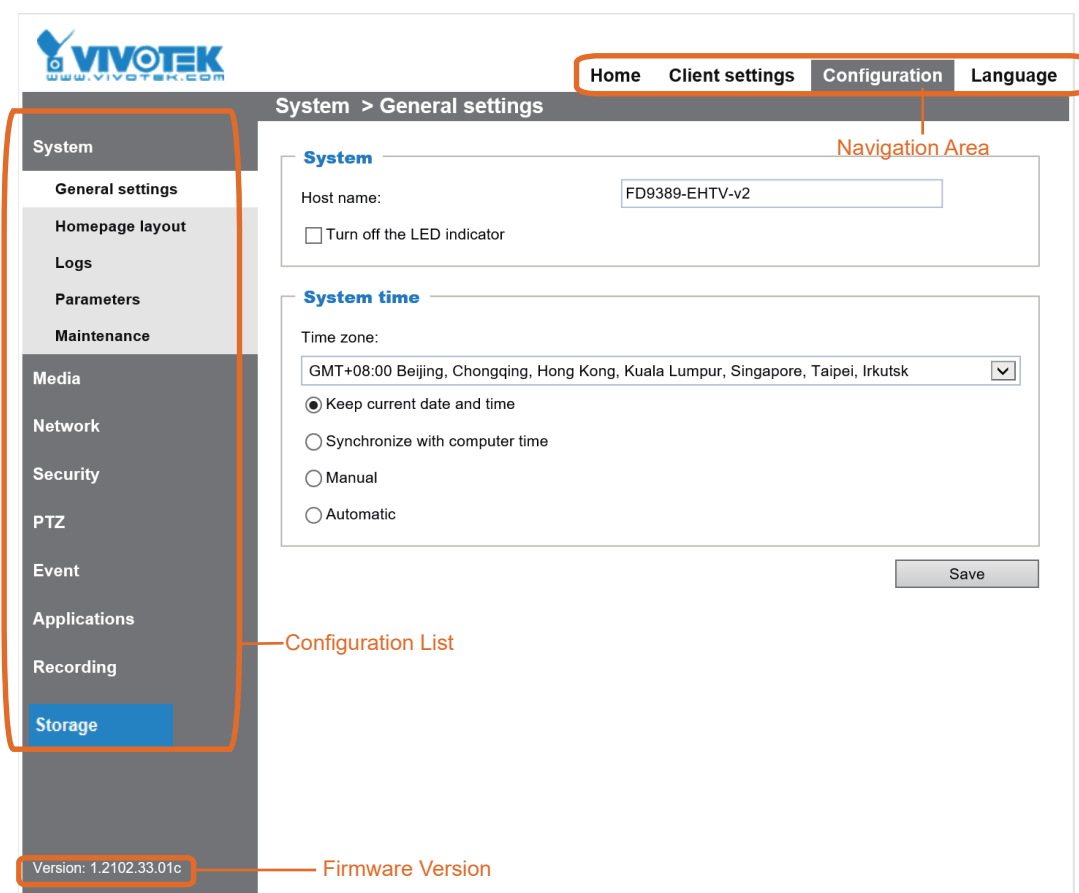 VIVOTEK
www.vivotek.com
Home Client settings Configuration Language
System > General settings
Navigation Area
System
General settings
Homepage layout
Logs
Parameters
Maintenance
Media
Network
Security
PTZ
Event
Applications
Recording
Storage
Version: 1.2102.33.01c
System
Host name: FD9389-EHTV-v2
Turn off the LED indicator
System time
Time zone:
GMT+08:00 Beijing, Chongqing, Hong Kong, Kuala Lumpur, Singapore, Taipei, Irkutsk
Keep current date and time
Synchronize with computer time
Manual
Automatic
Save
Configuration List
Firmware Version